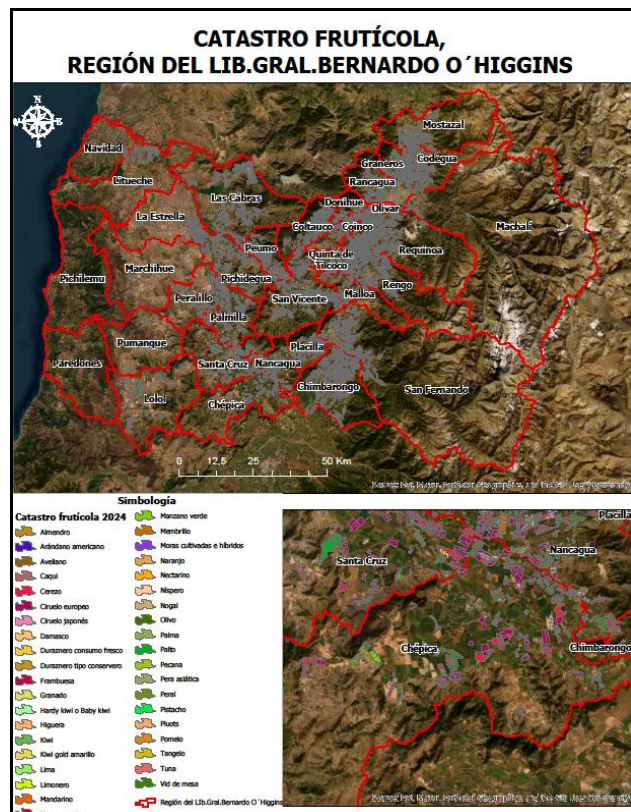 CATASTRO FRUTÍCOLA,
REGIÓN DEL LIB.GRAL.BERNARDO O´HIGGINS
N
E
S
Mostazal
Navidad
Codegua
Graneros
Litueche
Rancagua
Las Cabras
Doñihue
Olivar
La Estrella
Coltauco
Coinco
Machalí
Peumo
Requinoa
Quinta de
Tilcoco
Pichilemu
Marchihue
Pichidegua
Rengo
Peralillo
San Vicente
Malloa
Palmilla
Pumanque
Placilla
Paredones
Santa Cruz
Nancagua
Chimbarongo
San Fernando
Lolol
Chépica
0 12,5 25 50 Km
Simbología
Catastro frutícola 2024
Almendro
Arándano americano
Avellano
Caqui
Cerezo
Ciruelo europeo
Ciruelo japonés
Damasco
Duraznero consumo fresco
Duraznero tipo conservero
Frambuesa
Granado
Hardy kiwi o Baby kiwi
Higuera
Kiwi
Kiwi gold amarillo
Lima
Limonero
Mandarino
Manzano verde
Membrillo
Moras cultivadas e híbridos
Naranjo
Nectarino
Níspero
Nogal
Olivo
Palma
Palto
Pecana
Pera asiática
Peral
Pistacho
Pluots
Pomelo
Tangelo
Tuna
Vid de mesa
Región del Lib.Gral.Bernardo O´Higgins
Placilla
Nancagua
Santa Cruz
Chépica
Chimbarongo